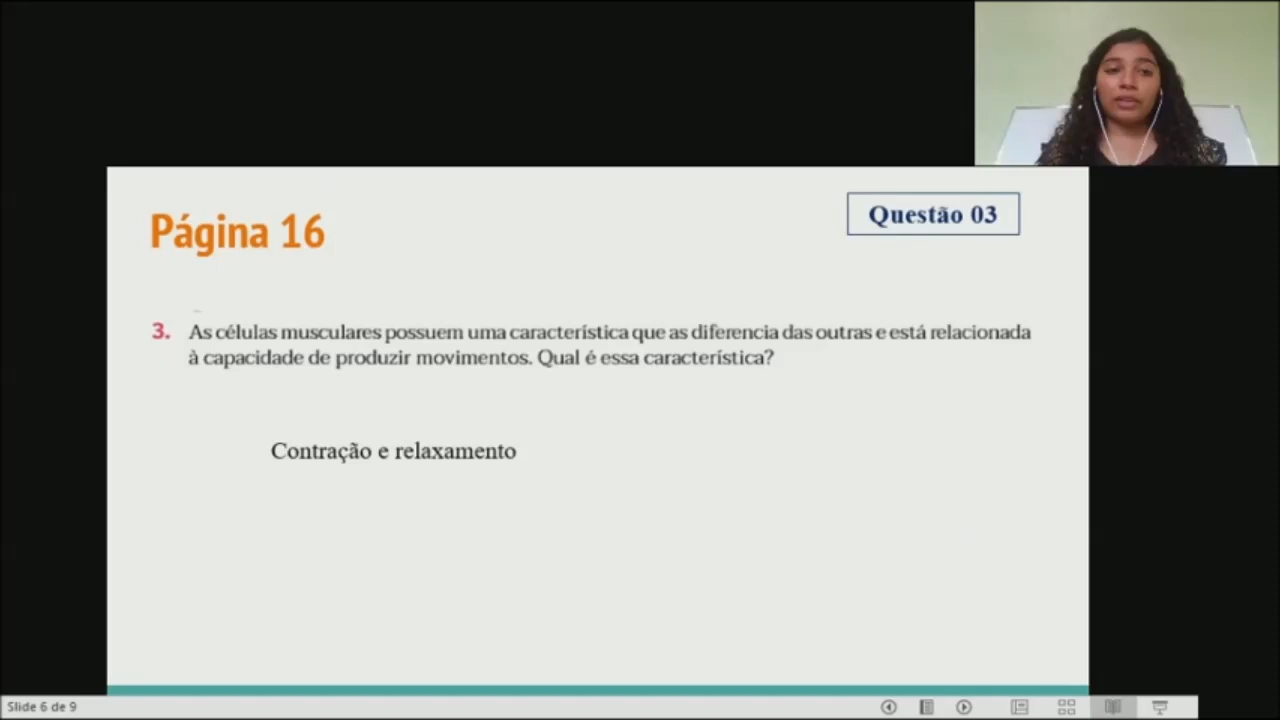 Página 16
Questão 03
3. As células musculares possuem uma característica que as diferencia das outras e está relacionada
à capacidade de produzir movimentos. Qual é essa característica?
Contração e relaxamento
Slide 6 de 9